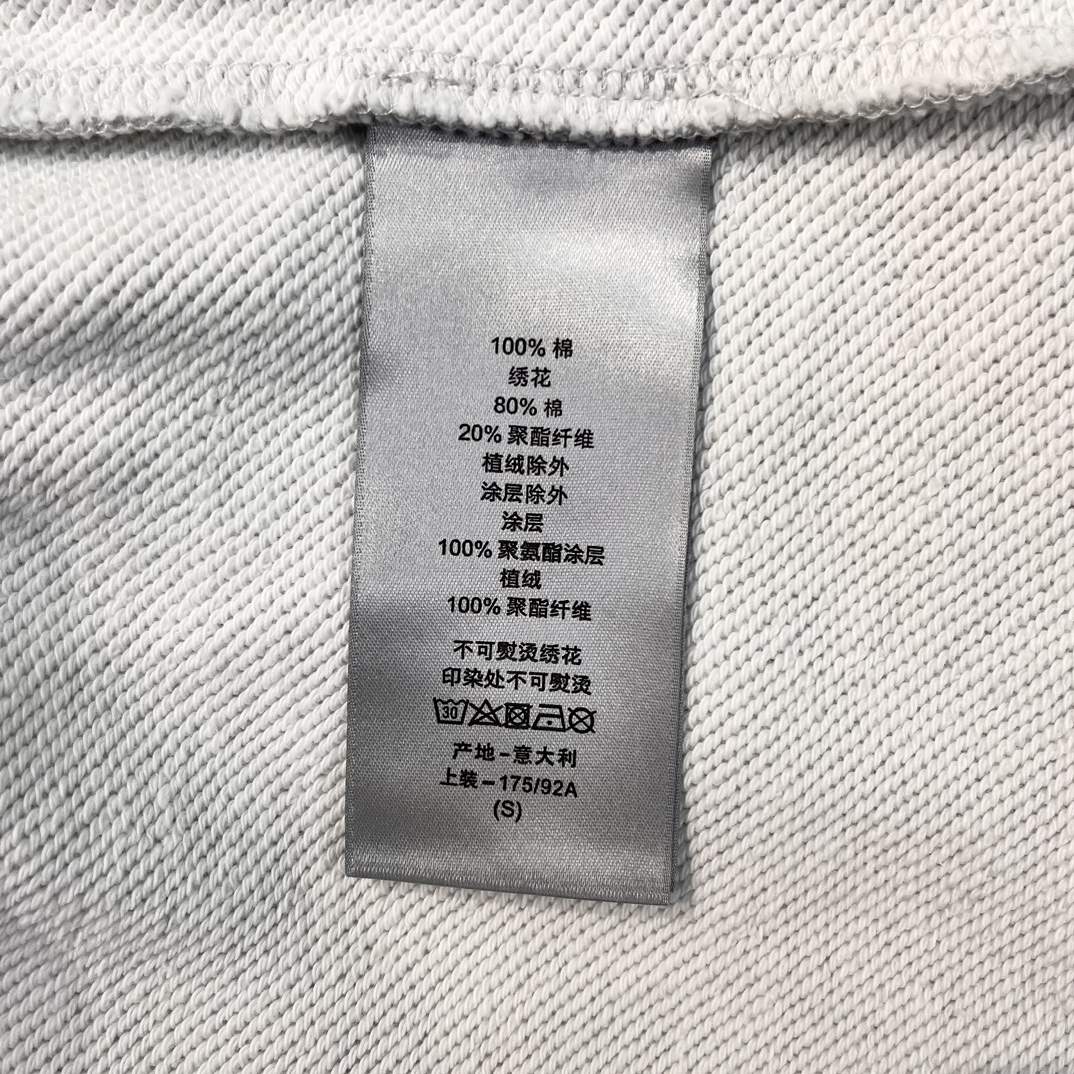 100% 棉
绣花
80% 棉
20% 聚酯纤维
植绒除外
涂层除外
涂层
100% 聚氨酯涂层
植绒
100% 聚酯纤维
不可熨烫绣花
印染处不可熨烫
30
产地-意大利
上装-175/92A
(S)